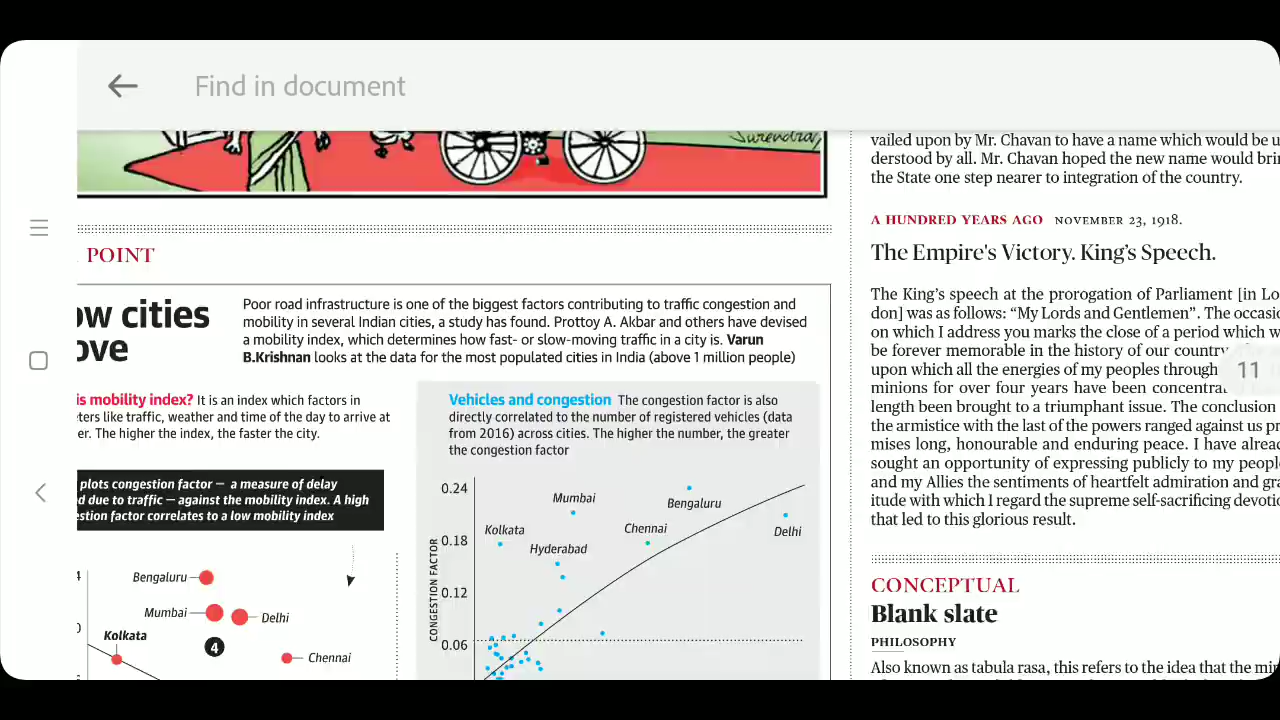 Find in document
Surendra
POINT
ow cities
ove
Poor road infrastructure is one of the biggest factors contributing to traffic congestion and
mobility in several Indian cities, a study has found. Prottoy A. Akbar and others have devised
a mobility index, which determines how fast- or slow-moving traffic in a city is. Varun
B.Krishnan looks at the data for the most populated cities in India (above 1 million people)
is mobility index? It is an index which factors in
eters like traffic, weather and time of the day to arrive at
er. The higher the index, the faster the city.
plots congestion factor — a measure of delay
d due to traffic — against the mobility index. A high
estion factor correlates to a low mobility index
4
Bengaluru
Mumbai
Delhi
0
Kolkata
4
Chennai
Vehicles and congestion The congestion factor is also
directly correlated to the number of registered vehicles (data
from 2016) across cities. The higher the number, the greater
the congestion factor
0.24
Mumbai
Bengaluru
Kolkata
Chennai
Delhi
0.18
Hyderabad
CONGESTION FACTOR
0.12
0.06
vailed upon by Mr. Chavan to have a name which would be u
derstood by all. Mr. Chavan hoped the new name would bri
the State one step nearer to integration of the country.
A HUNDRED YEARS AGO NOVEMBER 23, 1918.
The Empire's Victory. King's Speech.
The King's speech at the prorogation of Parliament [in Lo
don] was as follows: “My Lords and Gentlemen”. The occasio
on which I address you marks the close of a period which w
be forever memorable in the history of our country
upon which all the energies of my peoples through
11
minions for over four years have been concentrat
length been brought to a triumphant issue. The conclusion
the armistice with the last of the powers ranged against us pr
mises long, honourable and enduring peace. I have alread
sought an opportunity of expressing publicly to my people
and my Allies the sentiments of heartfelt admiration and gra
itude with which I regard the supreme self-sacrificing devotio
that led to this glorious result.
CONCEPTUAL
Blank slate
PHILOSOPHY
Also known as tabula rasa, this refers to the idea that the min